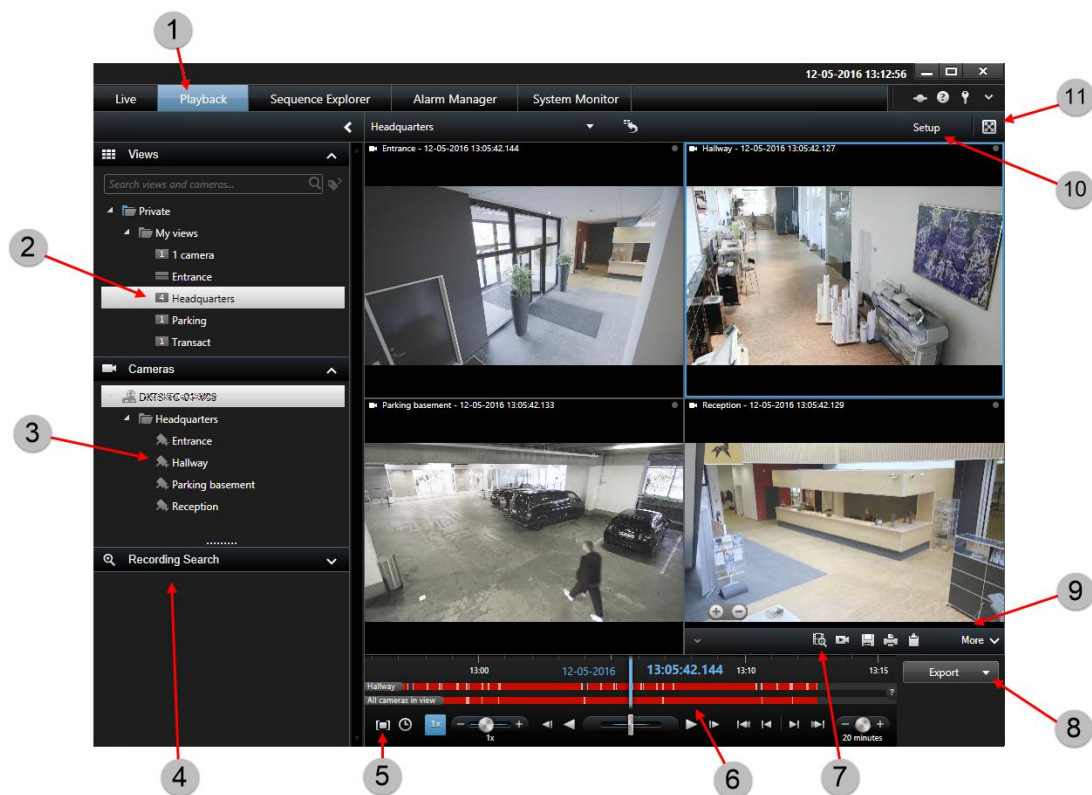 1
12-05-2016 13:12:56
Live Playback Sequence Explorer Alarm Manager System Monitor
11
Headquarters Setup
10
Views
Search views and cameras...
Private
My views
2
1 1 camera
Entrance
4 Headquarters
1 Parking
1 Transact
Entrance - 12-05-2016 13:05:42.144
Hallway - 12-05-2016 13:05:42.127
Cameras
Headquarters
3
Entrance
Hallway
Parking basement
Reception
Parking basement - 12-05-2016 13:05:42.133
Reception - 12-05-2016 13:05:42.129
Recording Search
9
More
13:00 12-05-2016 13:05:42.144 13:10 13:15
Export
Hallway
?
All cameras in view
1x
1x
20 minutes
4
5
6
7
8